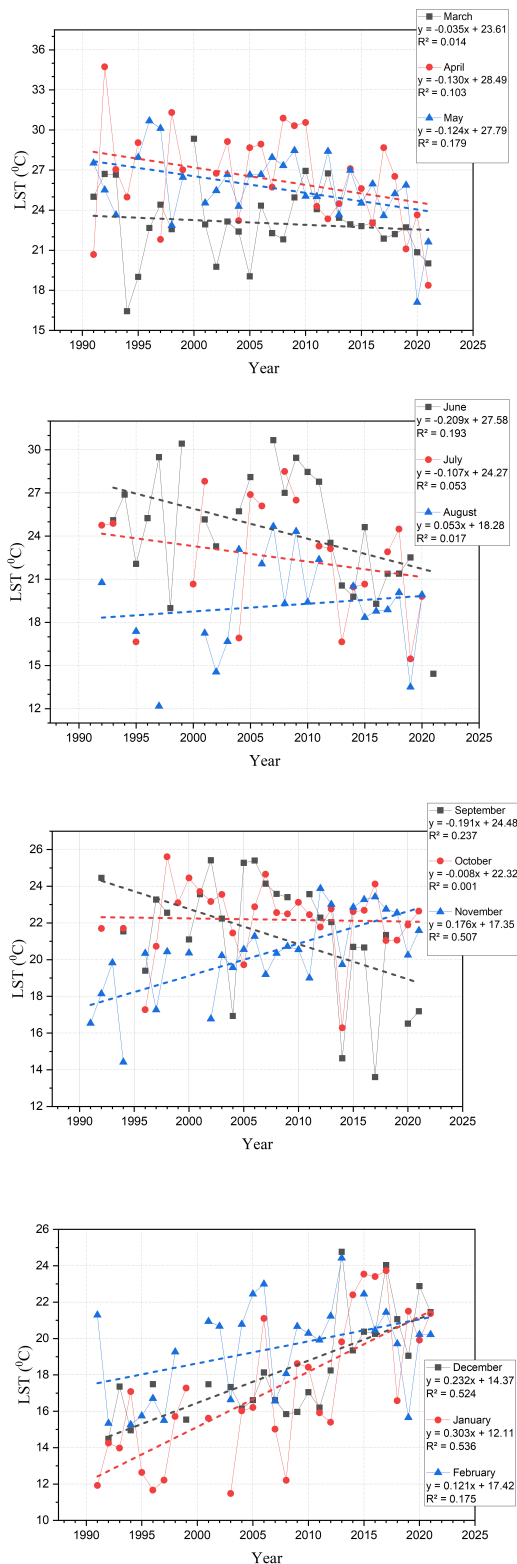 March
y = -0.035x + 23.61
R² = 0.014
April
y = -0.130x + 28.49
R² = 0.103
May
y = -0.124x + 27.79
R² = 0.179
LST (⁰C)
36
33
30
27
24
21
18
15
1990 1995 2000 2005 2010 2015 2020 2025
Year
June
y = -0.209x + 27.58
R² = 0.193
July
y = -0.107x + 24.27
R² = 0.053
August
y = 0.053x + 18.28
R² = 0.017
LST (⁰C)
30
27
24
21
18
15
12
1990 1995 2000 2005 2010 2015 2020 2025
Year
September
y = -0.191x + 24.48
R² = 0.237
October
y = -0.008x + 22.32
R² = 0.001
November
y = 0.176x + 17.35
R² = 0.507
LST (⁰C)
26
24
22
20
18
16
14
12
1990 1995 2000 2005 2010 2015 2020 2025
Year
LST (⁰C)
26
24
22
20
18
16
14
12
10
December
y = 0.232x + 14.37
R² = 0.524
January
y = 0.303x + 12.11
R² = 0.536
February
y = 0.121x + 17.42
R² = 0.175
1990 1995 2000 2005 2010 2015 2020 2025
Year